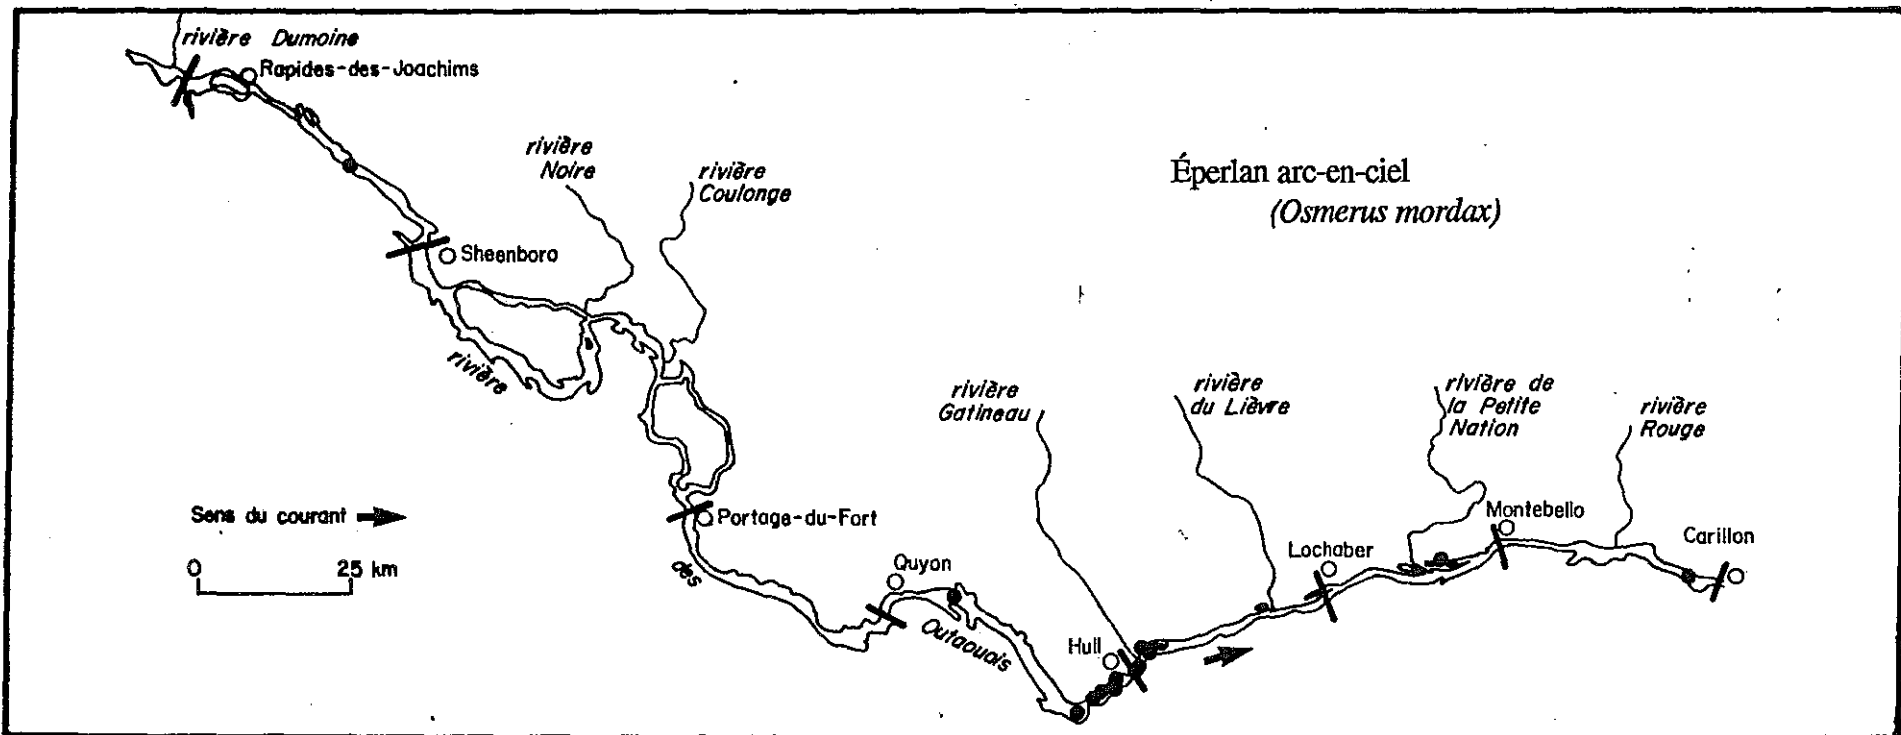 rivière Dumoine
Rapides-des-Joachims
rivière
Noire
rivière
Coulonge
Éperlan arc-en-ciel
(Osmerus mordax)
Sheenboro
rivière
rivière
Gatineau
rivière
du Lièvre
rivière de
la Petite
Nation
rivière
Rouge
Sens du courant
Portage-du-Fort
0 25 km
des
Quyon
Outaouais
Hull
Lochaber
Montebello
Carillon